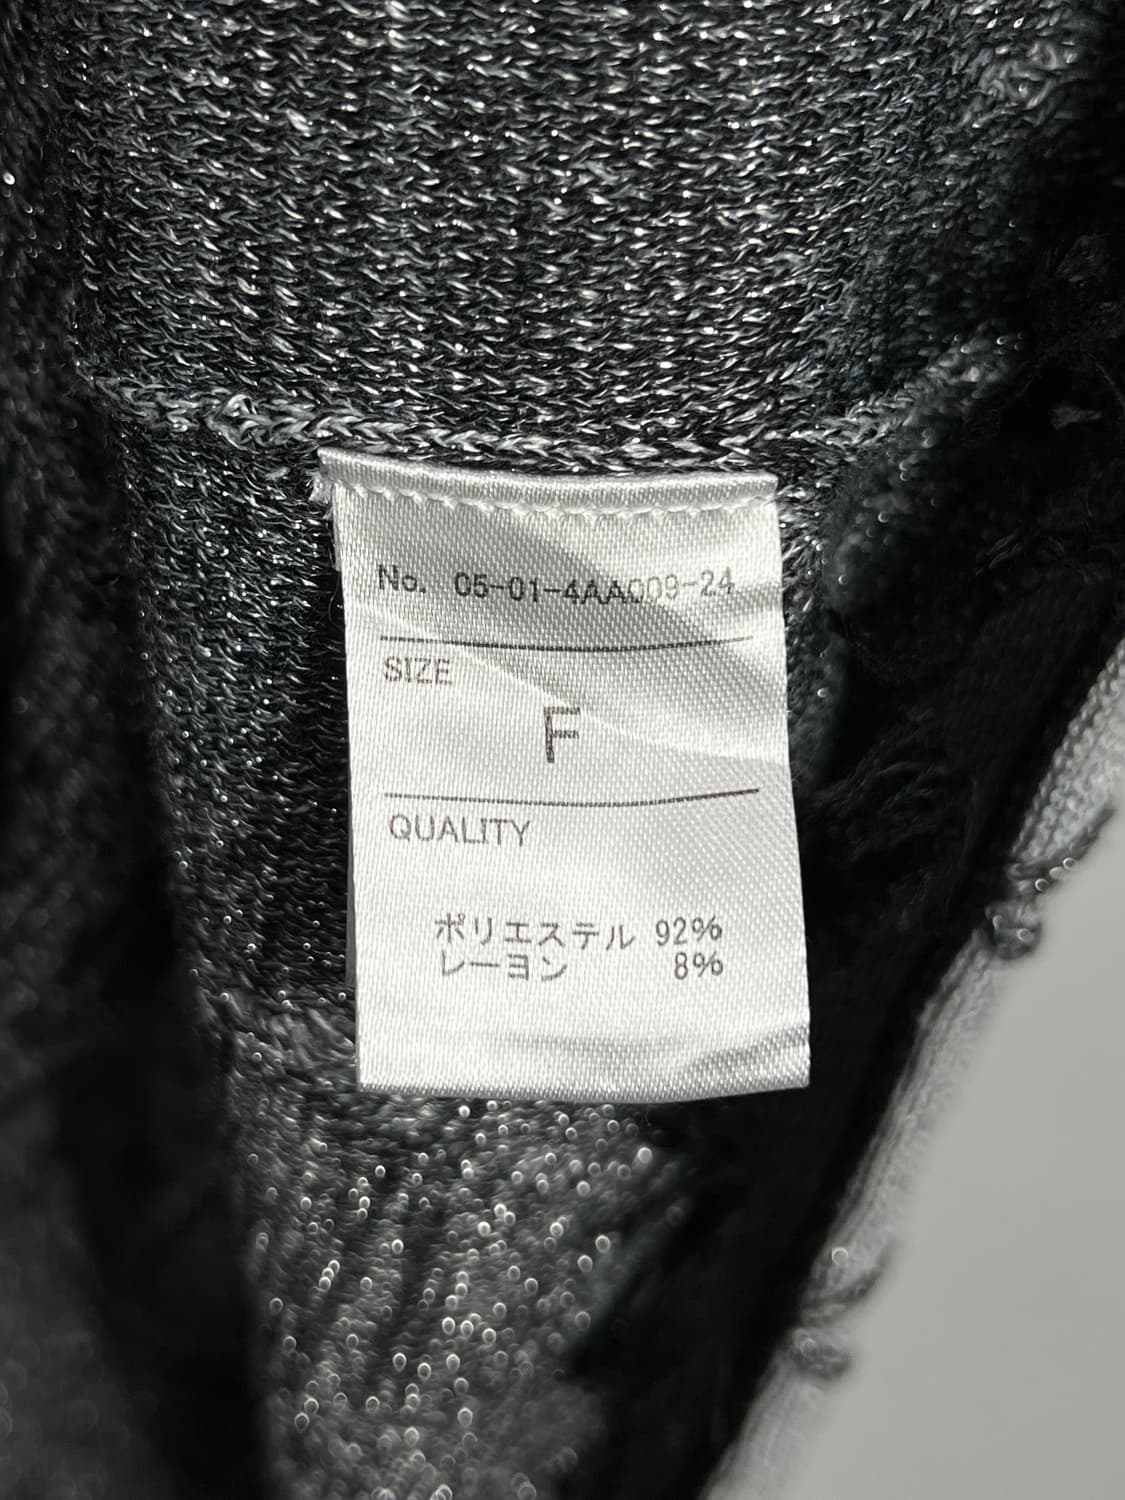 No. 05-01-4AA009-24
SIZE
F
QUALITY
ポリエステル 92%
レーヨン 8%